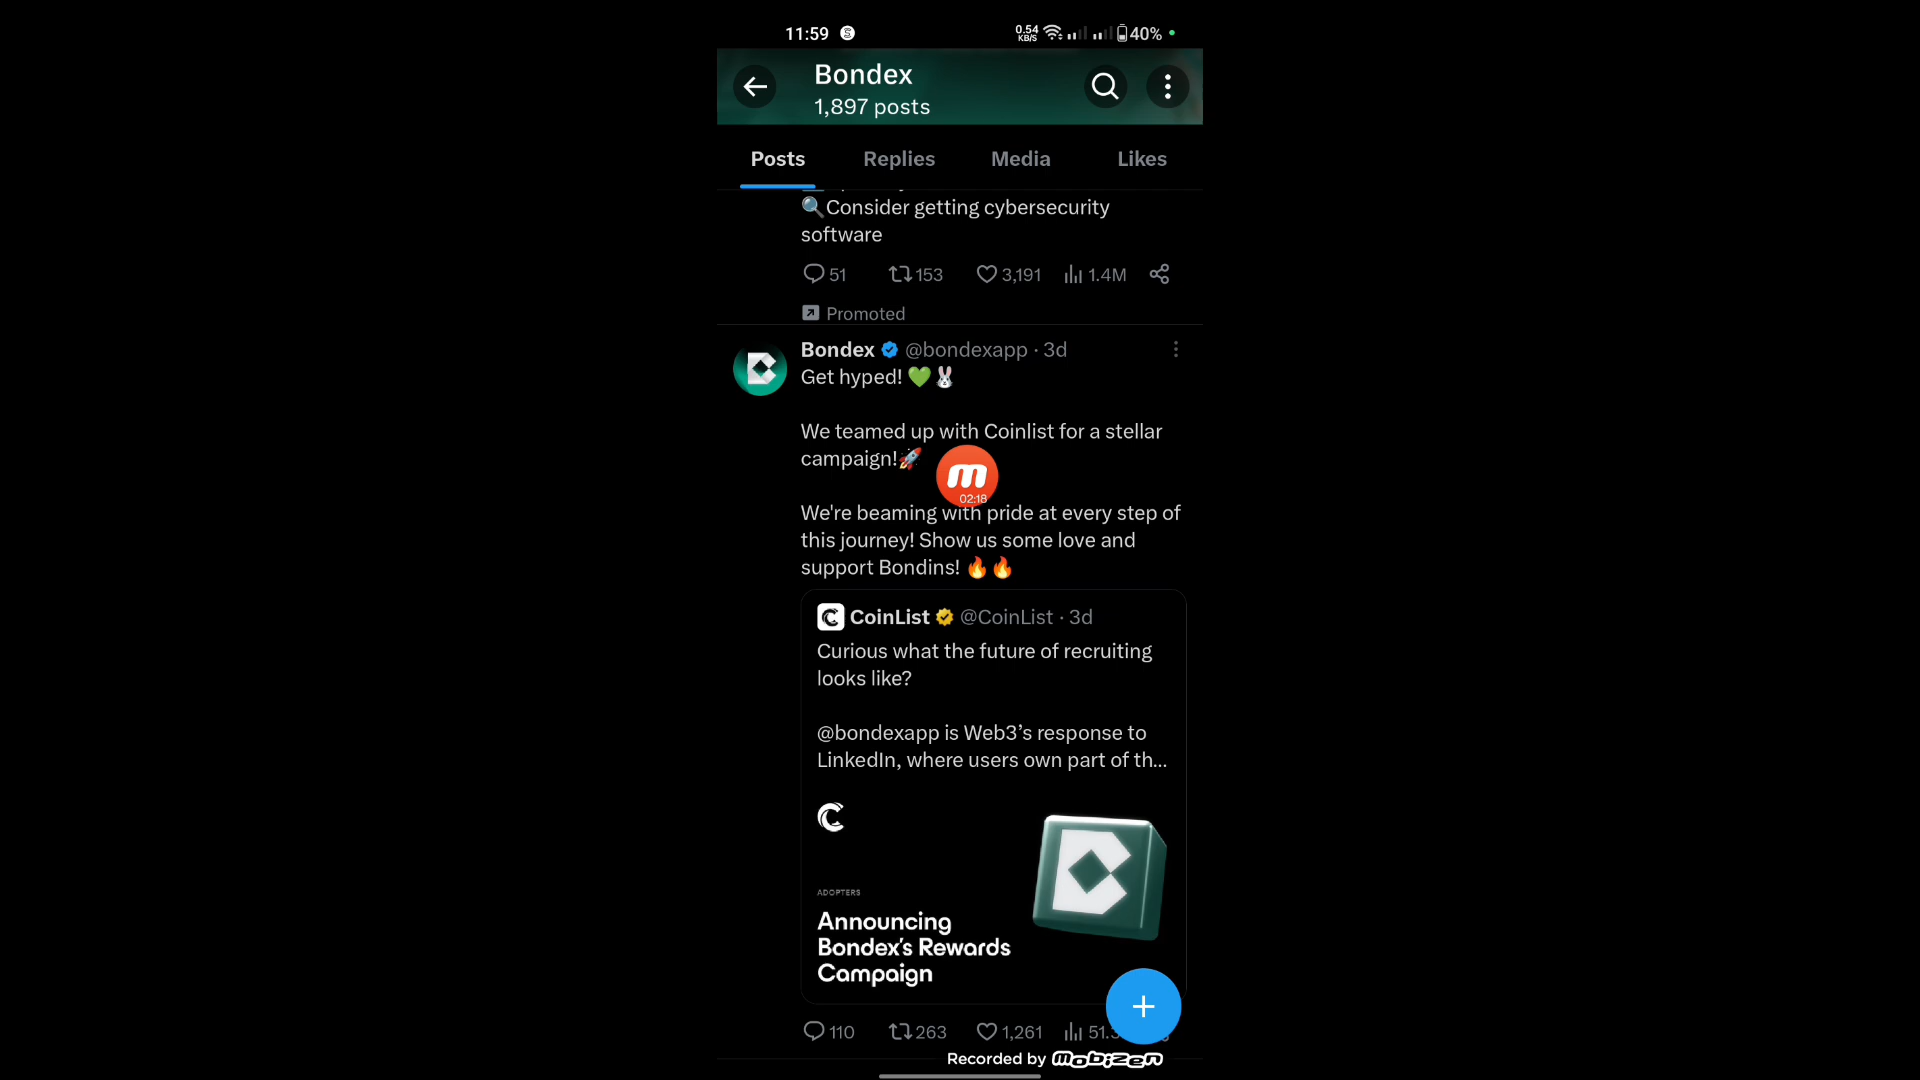 11:59
0.54 KB/S
40%
Bondex
1,897 posts
Posts Replies Media Likes
🔍Consider getting cybersecurity
software
51 153 3,191 1.4M
Promoted
Bondex @bondexapp · 3d
Get hyped! 💚🐰
We teamed up with Coinlist for a stellar
campaign!🚀
m
02:18
We're beaming with pride at every step of
this journey! Show us some love and
support Bondins! 🔥🔥
CoinList @CoinList · 3d
Curious what the future of recruiting
looks like?
@bondexapp is Web3’s response to
LinkedIn, where users own part of th...
ADOPTERS
Announcing
Bondex's Rewards
Campaign
110 263 1,261
Recorded by mobizen